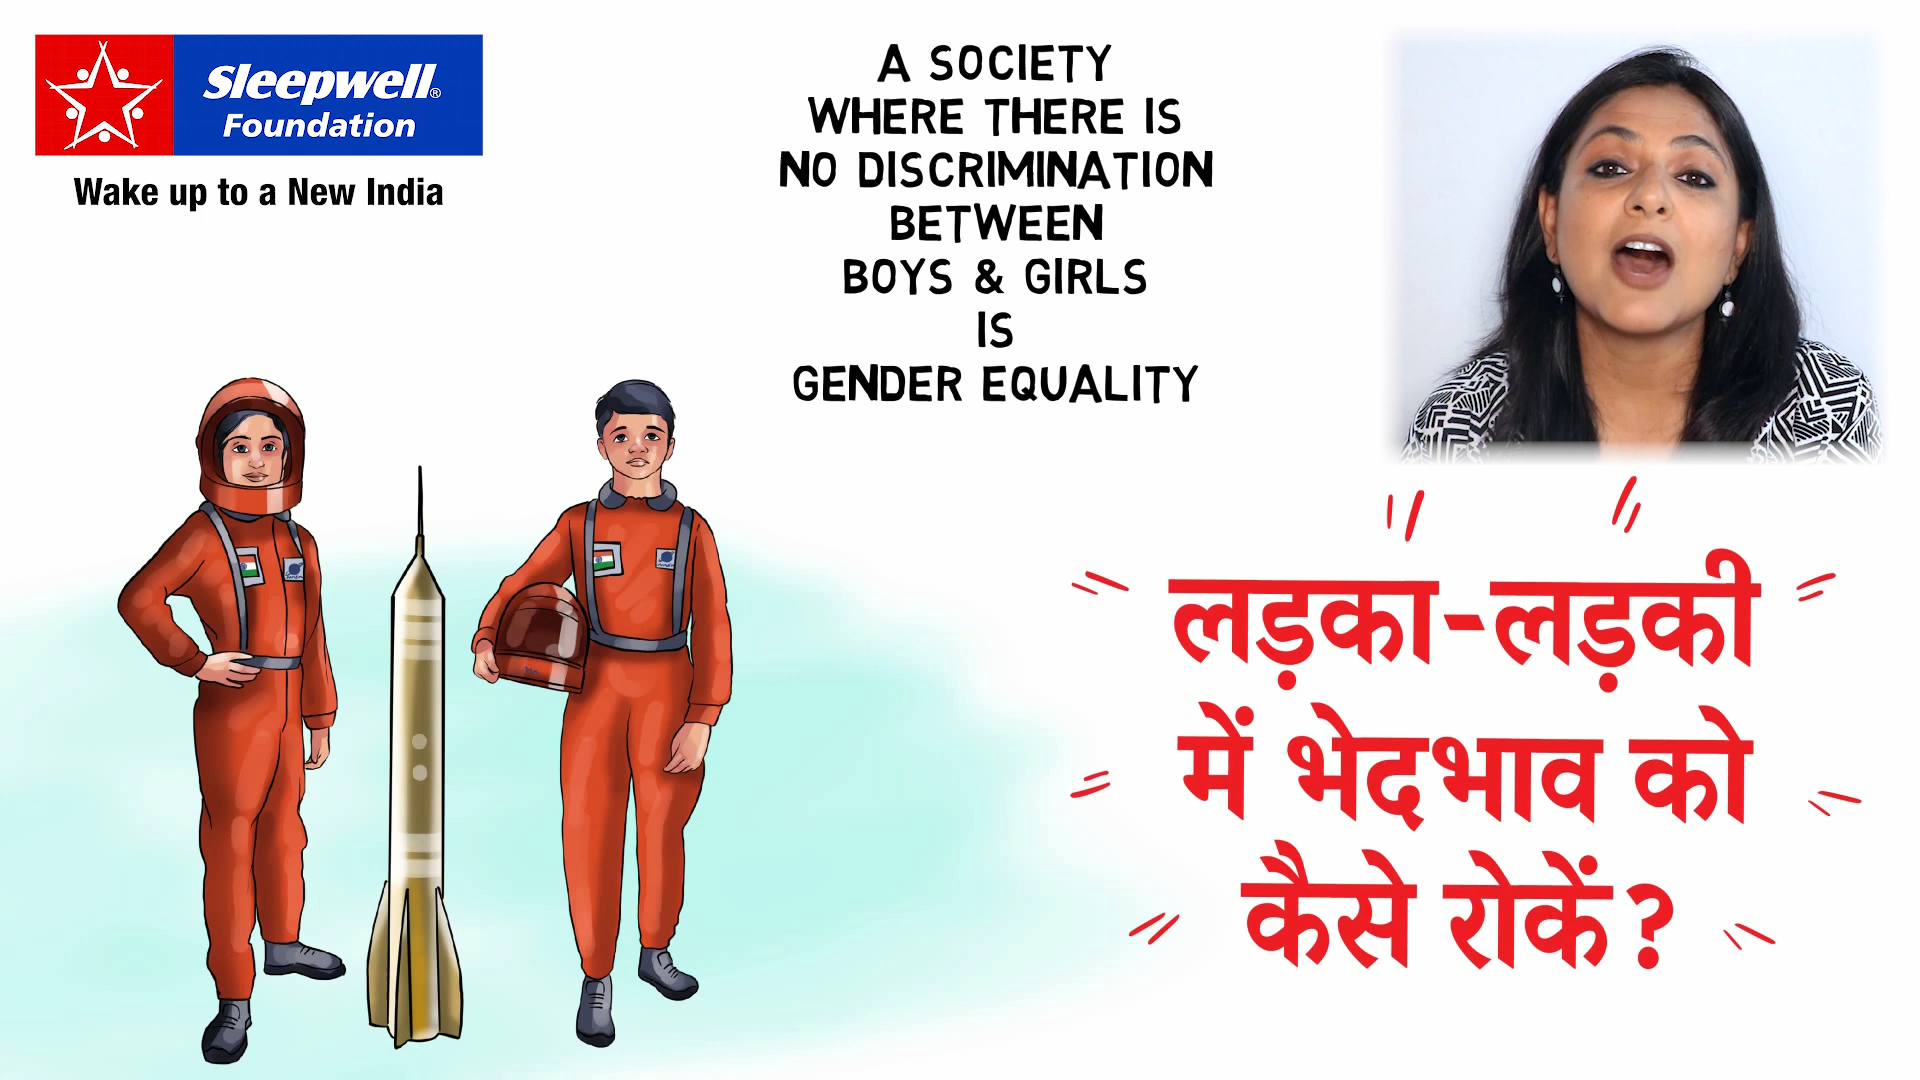 Sleepwell®
Foundation
Wake up to a New India
A SOCIETY
WHERE THERE IS
NO DISCRIMINATION
BETWEEN
BOYS & GIRLS
IS
GENDER EQUALITY
लड़का-लड़की
में भेदभाव को
कैसे रोकें?